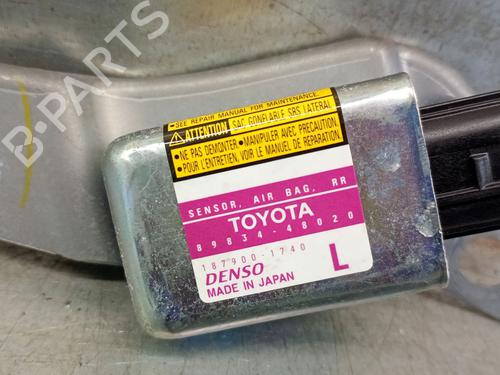 B-PARTS
•SEE REPAIR MANUAL FOR MAINTENANCE.
ATTENTION SAC GONFLABLE SRS LATERAL
•NE PAS DEMONTER •MANIPULER AVEC PRECAUTION.
•POUR L'ENTRETIEN, VOIR LE MANUEL DE REPARATION.
SENSOR, AIR BAG, RR
TOYOTA
89834-48020
187900-1740
DENSO
MADE IN JAPAN
L